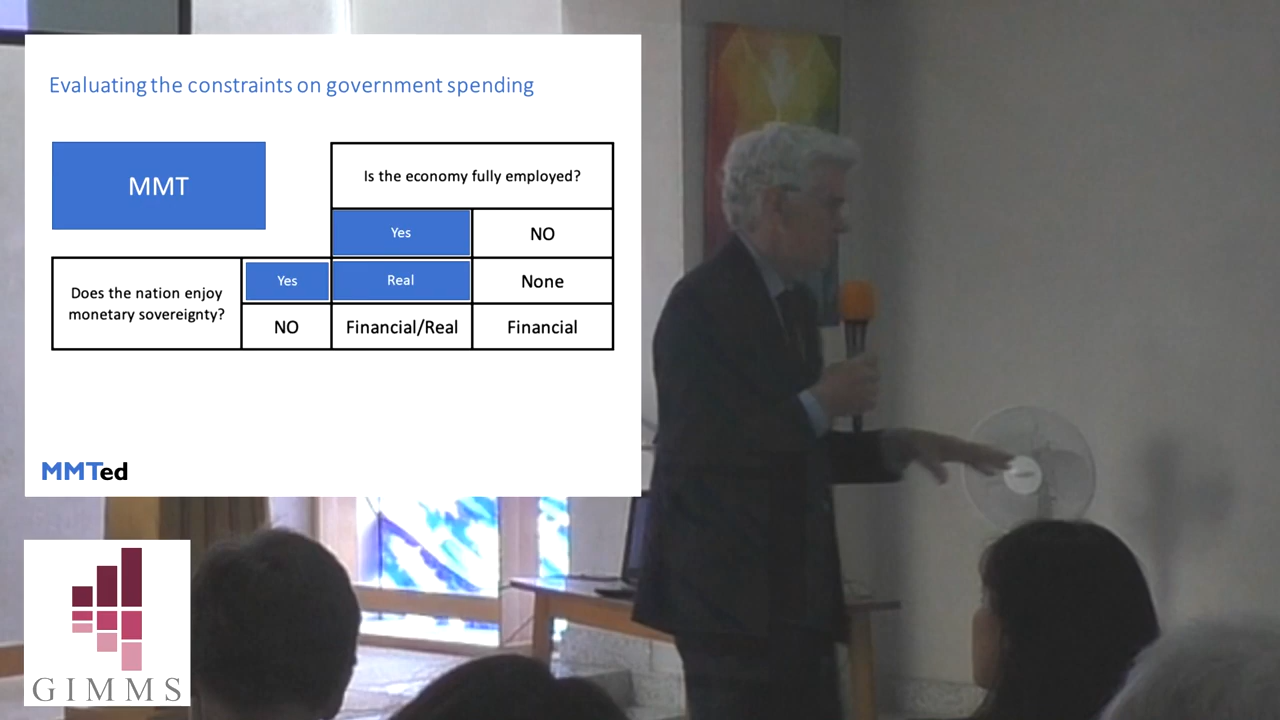 Evaluating the constraints on government spending
MMT
Is the economy fully employed?
Yes
NO
Does the nation enjoy
monetary sovereignty?
Yes
Real
None
NO
Financial/Real
Financial
MMTed
GIMMS